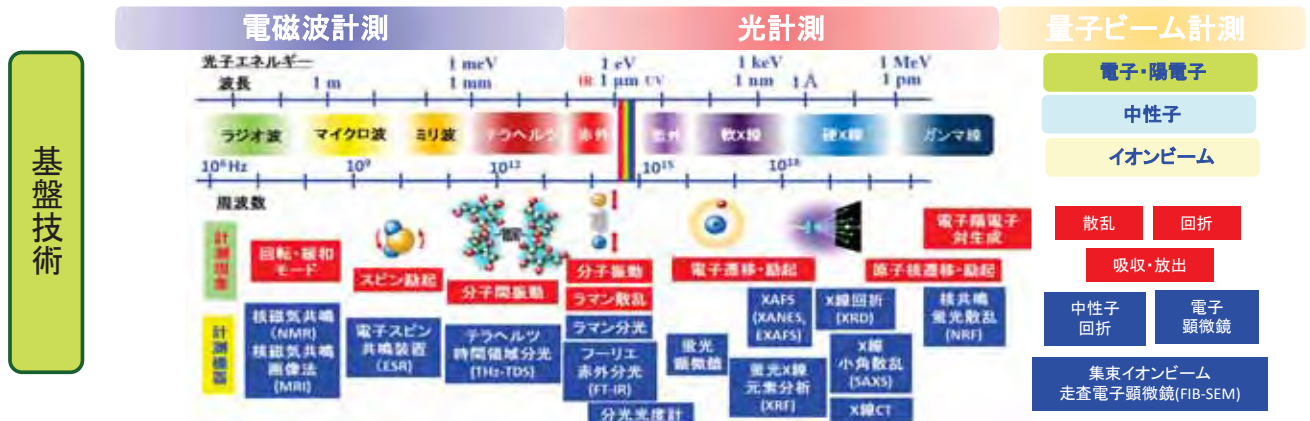 電磁波計測
光計測
量子ビーム計測
基盤技術
光子エネルギー
1 meV
1 eV
1 keV
1 MeV
波長
1 m
1 mm
IR
1 μm
UV
1 nm
1 Å
1 pm
ラジオ波
マイクロ波
ミリ波
テラヘルツ
赤外
紫外
軟X線
硬X線
ガンマ線
10⁶ Hz
10⁹
10¹²
10¹⁵
10¹⁸
周波数
電子・陽電子
中性子
イオンビーム
計測現象
回転・緩和
モード
スピン励起
分子間振動
分子振動
ラマン散乱
電子遷移・励起
原子核遷移・励起
電子陽電子
対生成
散乱
回折
吸収・放出
計測機器
核磁気共鳴
(NMR)
核磁気共鳴
画像法
(MRI)
電子スピン
共鳴装置
(ESR)
テラヘルツ
時間領域分光
(THz-TDS)
ラマン分光
フーリエ
赤外分光
(FT-IR)
分光光度計
蛍光
顕微鏡
XAFS
(XANES,
EXAFS)
蛍光X線
元素分析
(XRF)
X線回折
(XRD)
X線
小角散乱
(SAXS)
X線CT
核共鳴
蛍光散乱
(NRF)
中性子
回折
電子
顕微鏡
集束イオンビーム
走査電子顕微鏡(FIB-SEM)